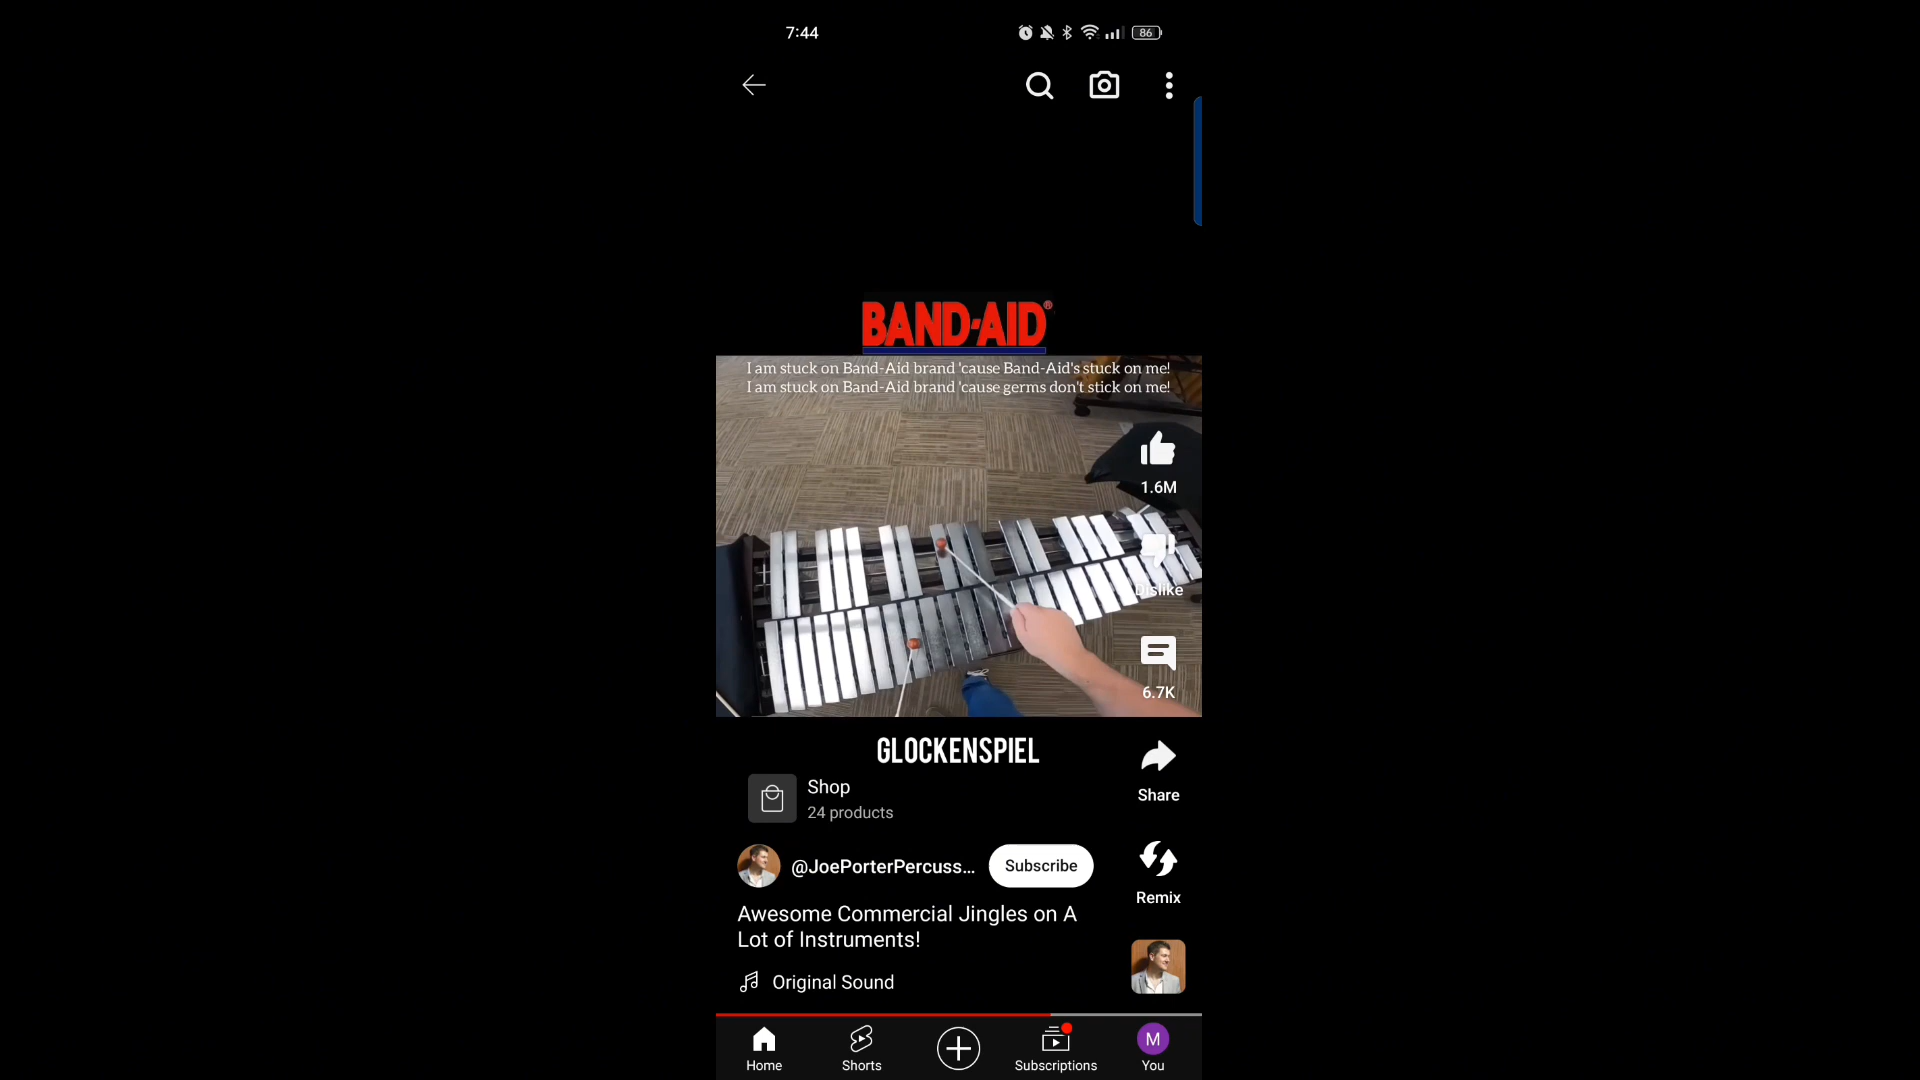 7:44
86
BAND-AID®
I am stuck on Band-Aid brand 'cause Band-Aid's stuck on me!
I am stuck on Band-Aid brand 'cause germs don't stick on me!
1.6M
Dislike
6.7K
GLOCKENSPIEL
Shop
24 products
Share
@JoePorterPercuss...
Subscribe
Remix
Awesome Commercial Jingles on A
Lot of Instruments!
Original Sound
Home
Shorts
Subscriptions
M
You